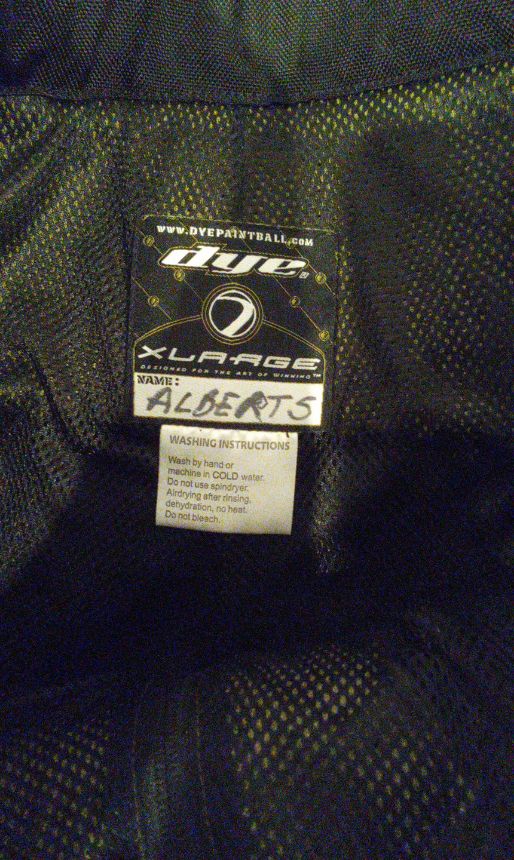 WWW.DYEPAINTBALL.COM
dye
XLARGE
DESIGNED FOR THE ART OF WINNING™
NAME:
ALBERTS
WASHING INSTRUCTIONS
Wash by hand or
machine in COLD water.
Do not use spindryer.
Airdrying after rinsing,
dehydration, no heat.
Do not bleach.